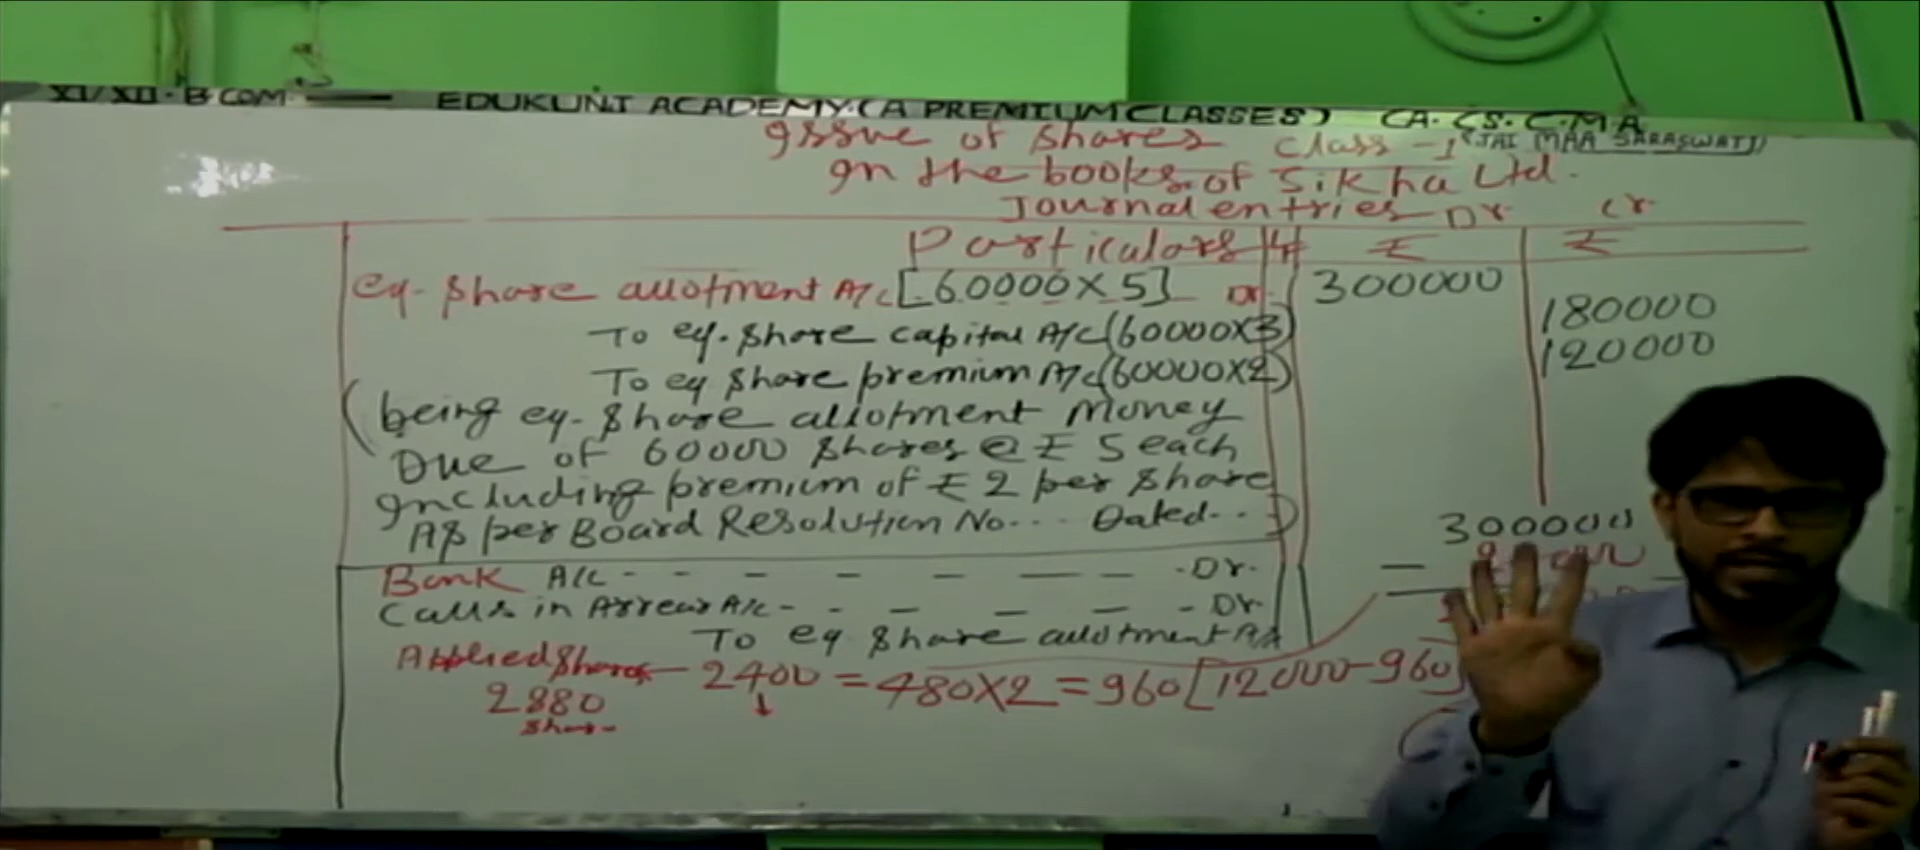 XI/XII. B.COM — EDUKUNT ACADEMY. (A PREMIUM CLASSES) CA. CS. C.M.A
Issue of shares Class -1 (JAI MAA SARASWATI)
In the books of Sikha Ltd.
Journal entries Dr. Cr.
Particulars ₹ ₹
eq. Share allotment A/c [60000 X 5] Dr. 300000
To eq. Share capital A/c (60000X3) 180000
To eq Share premium A/c (60000X2) 120000
(being eq. Share allotment Money
Due of 60000 Shares @ ₹ 5 each
Including premium of ₹ 2 per Share
As per Board Resolution No... Dated...)
300000
Bank A/c - - - - - - - Dr.
Calls in Arrear A/c - - - - - - Dr.
To eq Share allotment A/c
Applied Shares - 2400 = 480X2 = 960 [12000-960]
2880